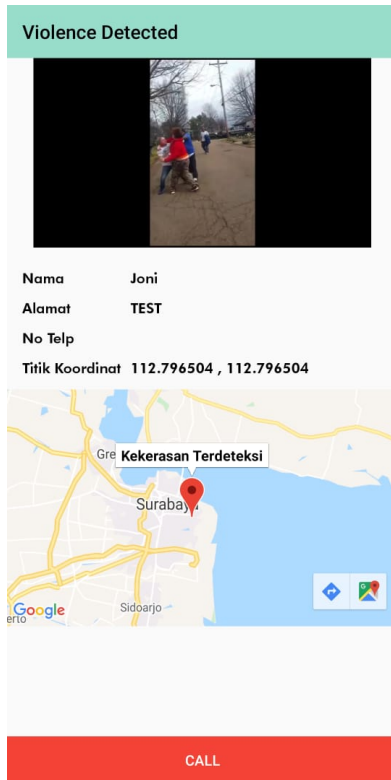 Violence Detected
Nama Joni
Alamat TEST
No Telp
Titik Koordinat 112.796504 , 112.796504
Kekerasan Terdeteksi
Sidoarjo
Google
CALL